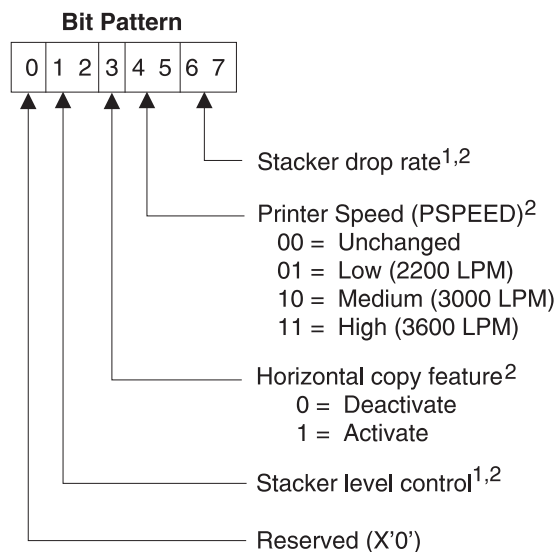 Bit Pattern
0 1 2 3 4 5 6 7
Stacker drop rate1,2
Printer Speed (PSPEED)2
00 = Unchanged
01 = Low (2200 LPM)
10 = Medium (3000 LPM)
11 = High (3600 LPM)
Horizontal copy feature2
0 = Deactivate
1 = Activate
Stacker level control1,2
Reserved (X'0')